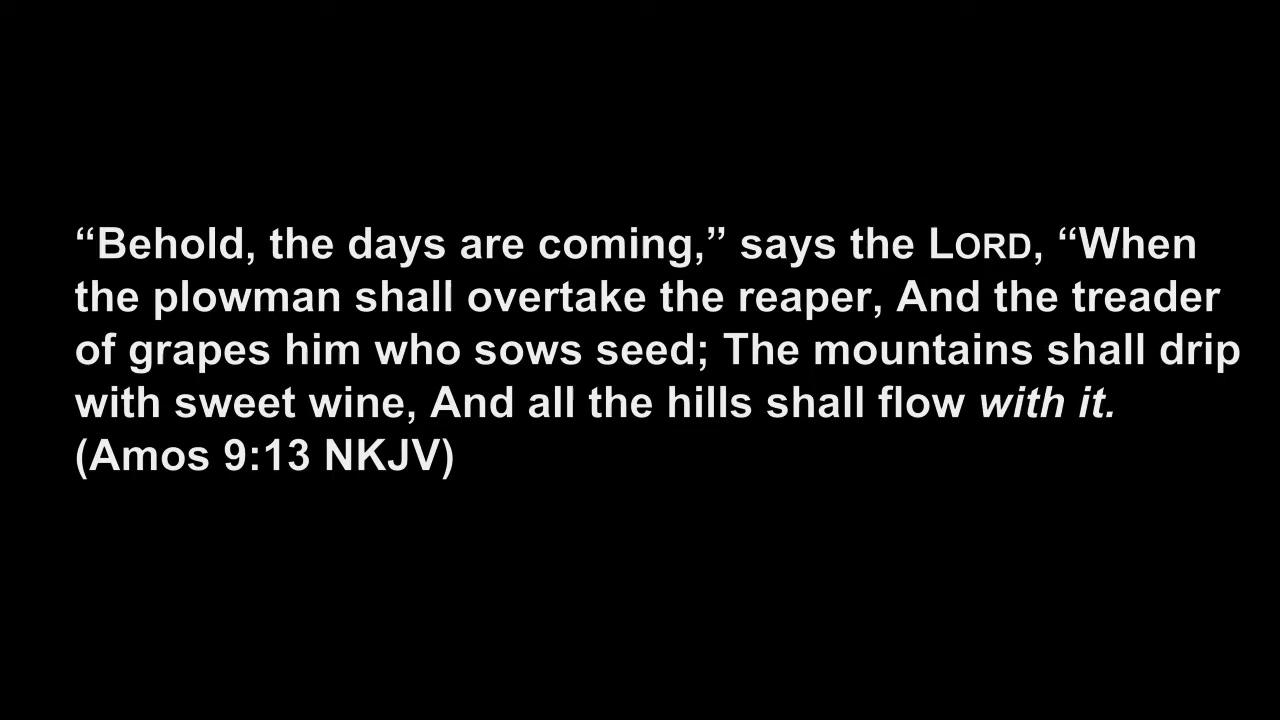 “Behold, the days are coming,” says the LORD, “When
the plowman shall overtake the reaper, And the treader
of grapes him who sows seed; The mountains shall drip
with sweet wine, And all the hills shall flow with it.
(Amos 9:13 NKJV)